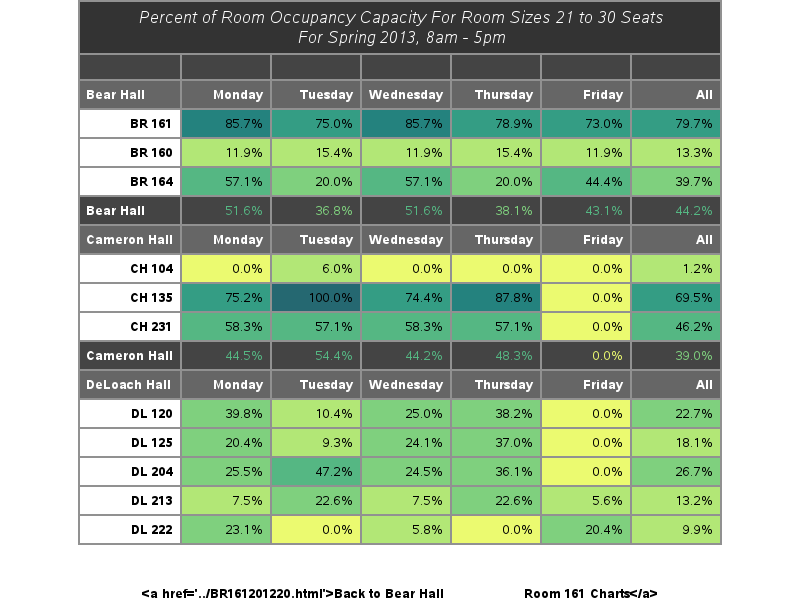 Percent of Room Occupancy Capacity For Room Sizes 21 to 30 Seats
For Spring 2013, 8am - 5pm
Bear Hall Monday Tuesday Wednesday Thursday Friday All
BR 161 85.7% 75.0% 85.7% 78.9% 73.0% 79.7%
BR 160 11.9% 15.4% 11.9% 15.4% 11.9% 13.3%
BR 164 57.1% 20.0% 57.1% 20.0% 44.4% 39.7%
Bear Hall 51.6% 36.8% 51.6% 38.1% 43.1% 44.2%
Cameron Hall Monday Tuesday Wednesday Thursday Friday All
CH 104 0.0% 6.0% 0.0% 0.0% 0.0% 1.2%
CH 135 75.2% 100.0% 74.4% 87.8% 0.0% 69.5%
CH 231 58.3% 57.1% 58.3% 57.1% 0.0% 46.2%
Cameron Hall 44.5% 54.4% 44.2% 48.3% 0.0% 39.0%
DeLoach Hall Monday Tuesday Wednesday Thursday Friday All
DL 120 39.8% 10.4% 25.0% 38.2% 0.0% 22.7%
DL 125 20.4% 9.3% 24.1% 37.0% 0.0% 18.1%
DL 204 25.5% 47.2% 24.5% 36.1% 0.0% 26.7%
DL 213 7.5% 22.6% 7.5% 22.6% 5.6% 13.2%
DL 222 23.1% 0.0% 5.8% 0.0% 20.4% 9.9%
<a href='../BR161201220.html'>Back to Bear Hall Room 161 Charts</a>